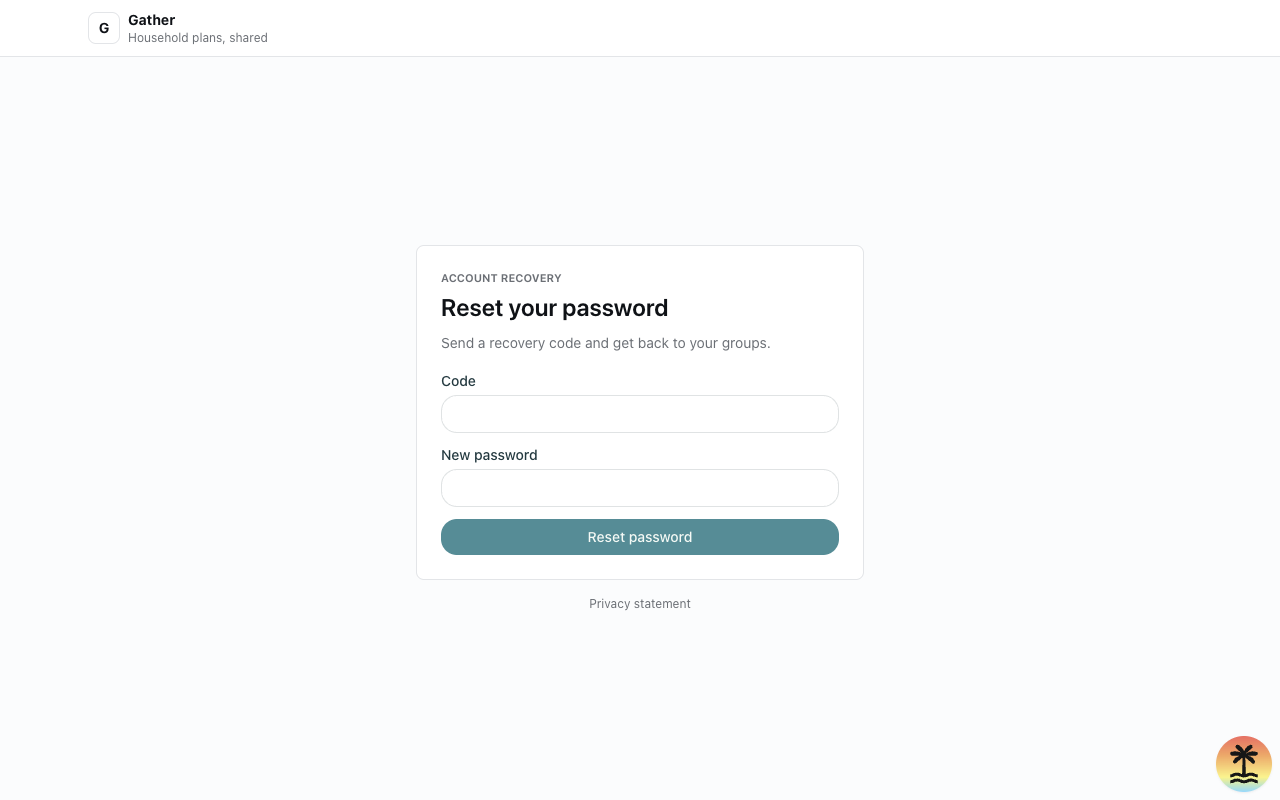 G
Gather
Household plans, shared
ACCOUNT RECOVERY
Reset your password
Send a recovery code and get back to your groups.
Code
New password
Reset password
Privacy statement